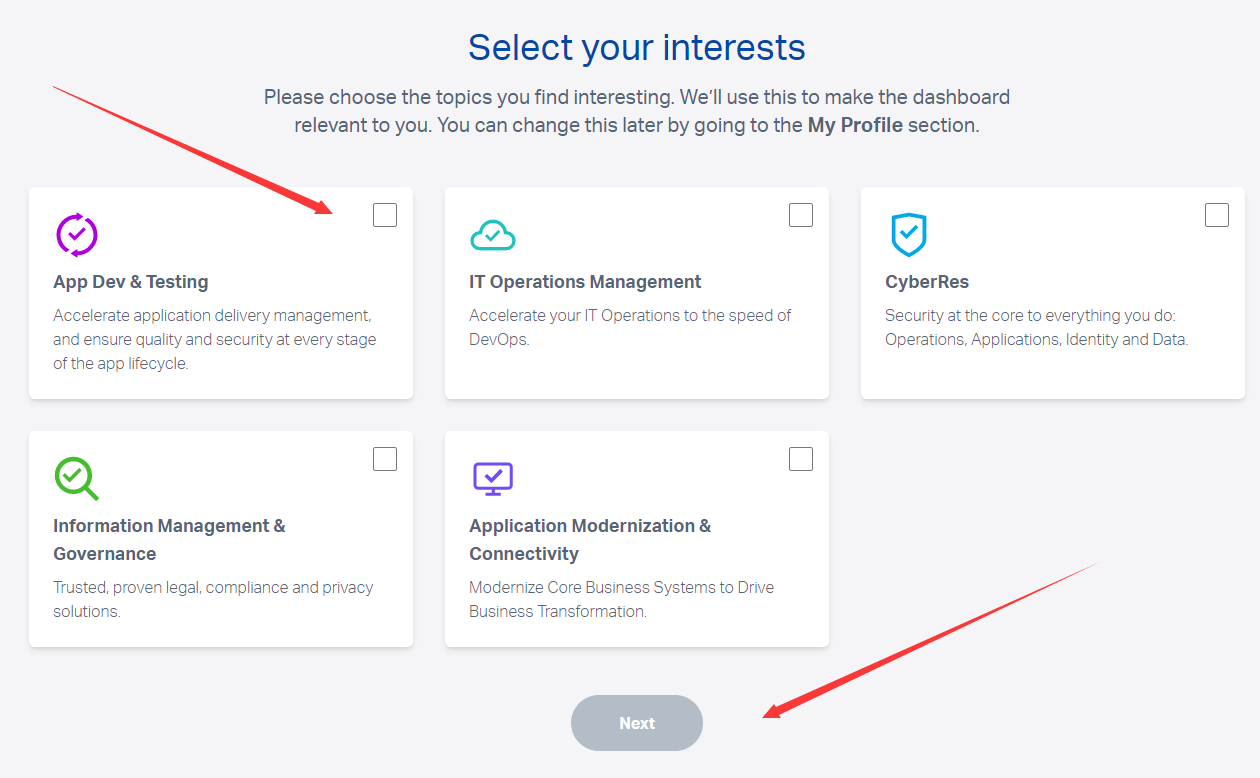 Select your interests
Please choose the topics you find interesting. We’ll use this to make the dashboard
relevant to you. You can change this later by going to the My Profile section.
App Dev & Testing
Accelerate application delivery management,
and ensure quality and security at every stage
of the app lifecycle.
IT Operations Management
Accelerate your IT Operations to the speed of
DevOps.
CyberRes
Security at the core to everything you do:
Operations, Applications, Identity and Data.
Information Management &
Governance
Trusted, proven legal, compliance and privacy
solutions.
Application Modernization &
Connectivity
Modernize Core Business Systems to Drive
Business Transformation.
Next